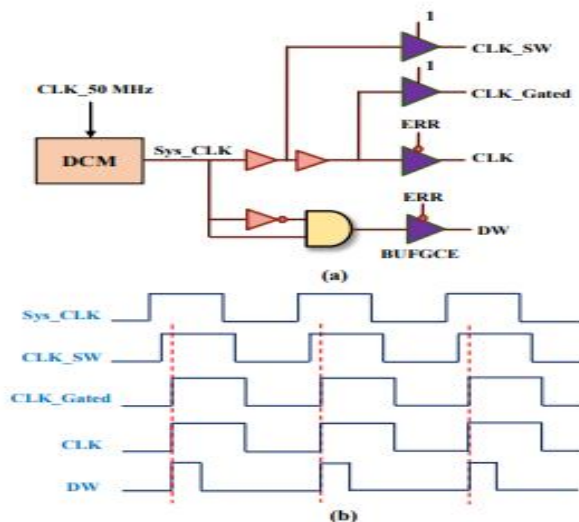 1
CLK_SW
1
CLK_50 MHz
CLK_Gated
ERR
Sys_CLK
DCM
CLK
ERR
DW
BUFGCE
(a)
Sys_CLK
CLK_SW
CLK_Gated
CLK
DW
(b)